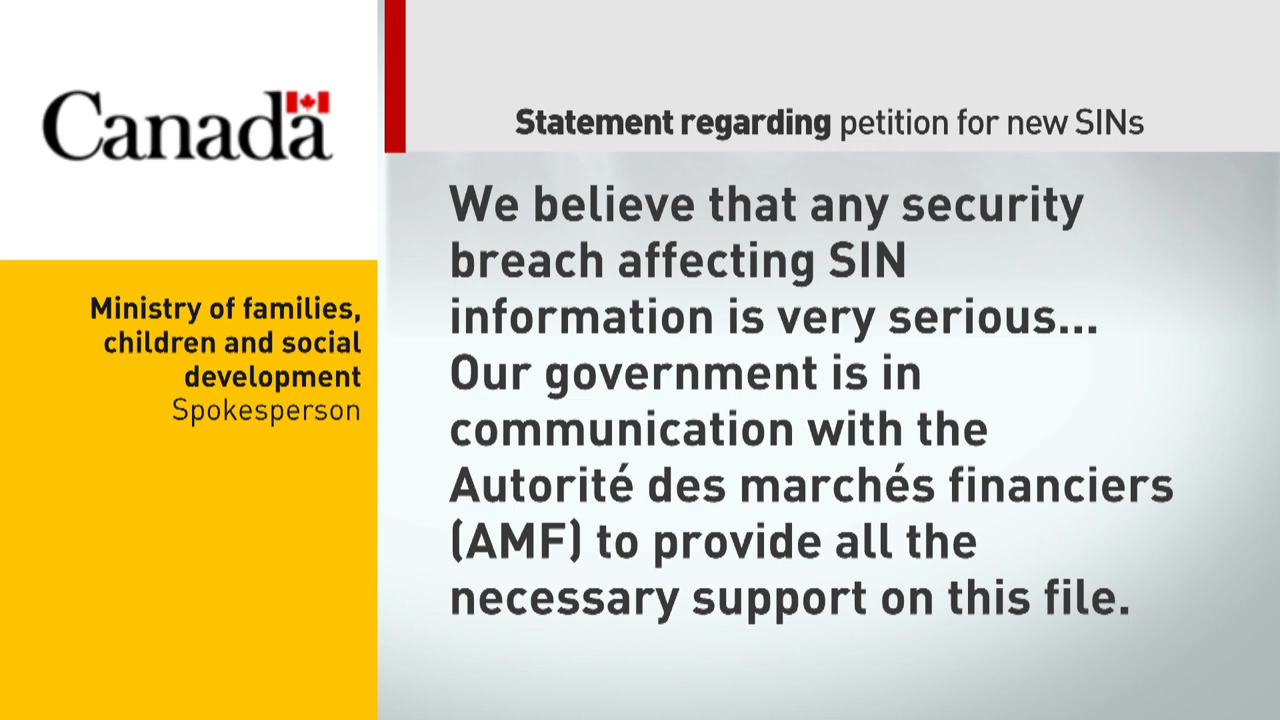 Canada
Ministry of families,
children and social
development
Spokesperson
Statement regarding petition for new SINs
We believe that any security
breach affecting SIN
information is very serious...
Our government is in
communication with the
Autorité des marchés financiers
(AMF) to provide all the
necessary support on this file.